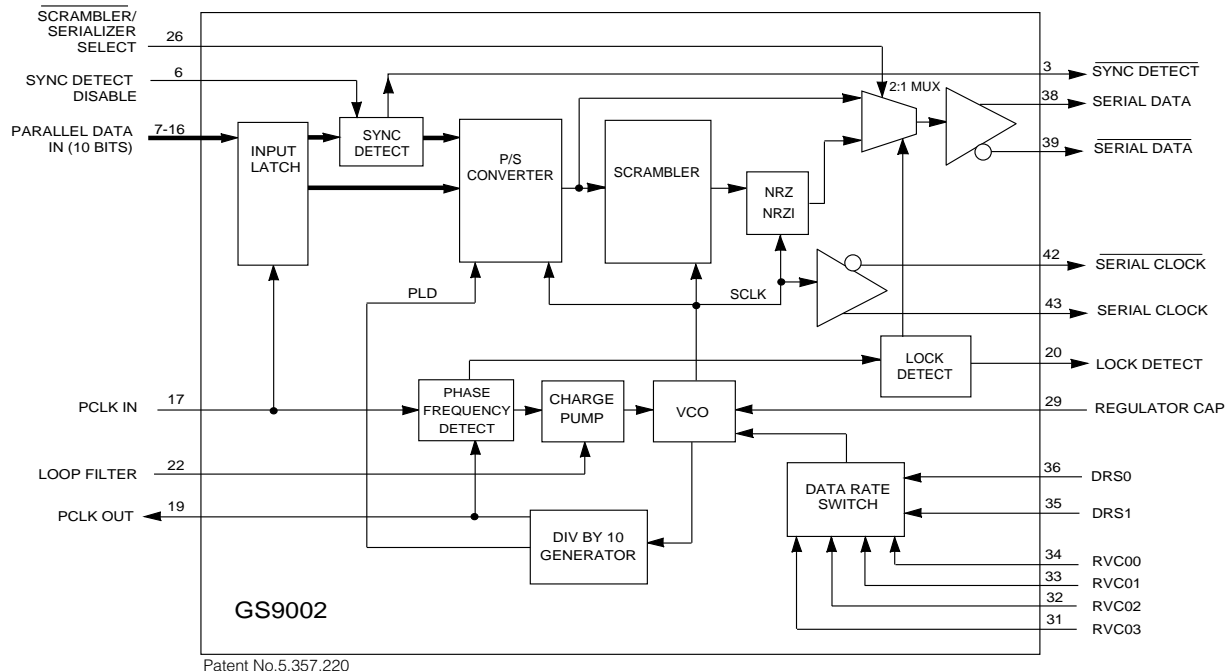 SCRAMBLER/
SERIALIZER
SELECT
26
SYNC DETECT
DISABLE
6
PARALLEL DATA
IN (10 BITS)
7-16
INPUT
LATCH
SYNC
DETECT
P/S
CONVERTER
SCRAMBLER
NRZ
NRZI
2:1 MUX
3
SYNC DETECT
38
SERIAL DATA
39
SERIAL DATA
42
SERIAL CLOCK
43
SERIAL CLOCK
PLD
SCLK
LOCK
DETECT
20
LOCK DETECT
PCLK IN
17
PHASE
FREQUENCY
DETECT
CHARGE
PUMP
VCO
29
REGULATOR CAP
LOOP FILTER
22
PCLK OUT
19
DIV BY 10
GENERATOR
DATA RATE
SWITCH
36
DRS0
35
DRS1
34
RVC00
33
RVC01
32
RVC02
31
RVC03
GS9002
Patent No.5,357,220